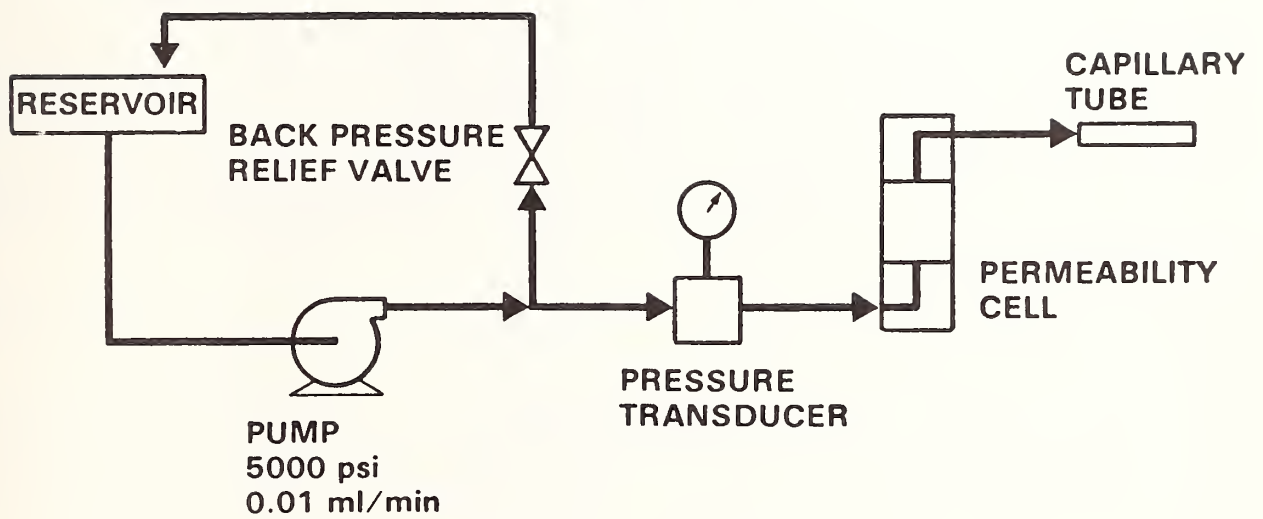 RESERVOIR
BACK PRESSURE
RELIEF VALVE
CAPILLARY
TUBE
PERMEABILITY
CELL
PRESSURE
TRANSDUCER
PUMP
5000 psi
0.01 ml/min